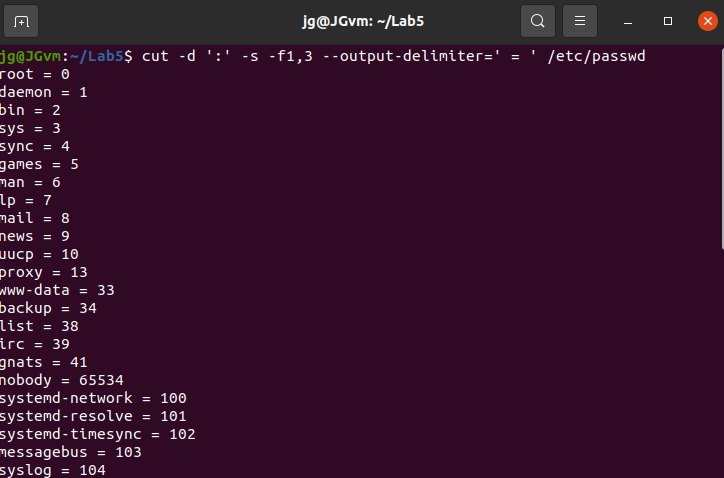 jg@JGvm: ~/Lab5
jg@JGvm:~/Lab5$ cut -d ':' -s -f1,3 --output-delimiter=' = ' /etc/passwd
root = 0
daemon = 1
bin = 2
sys = 3
sync = 4
games = 5
man = 6
lp = 7
mail = 8
news = 9
uucp = 10
proxy = 13
www-data = 33
backup = 34
list = 38
irc = 39
gnats = 41
nobody = 65534
systemd-network = 100
systemd-resolve = 101
systemd-timesync = 102
messagebus = 103
syslog = 104